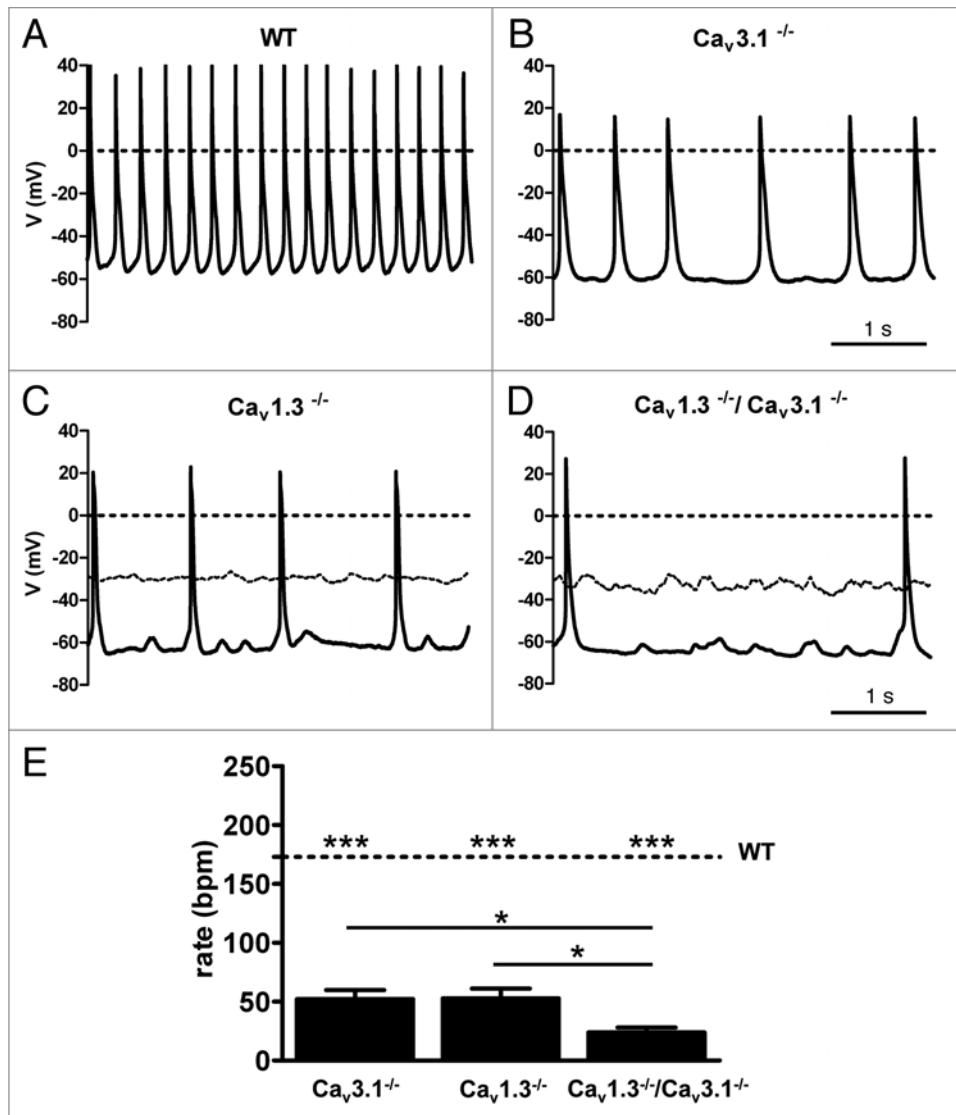 A
WT
40
20
0
-20
-40
-60
-80
V (mV)
B
Cav3.1 -/-
40
20
0
-20
-40
-60
-80
1 s
C
Cav1.3 -/-
40
20
0
-20
-40
-60
-80
V (mV)
D
Cav1.3 -/-/ Cav3.1 -/-
40
20
0
-20
-40
-60
-80
1 s
E
250
200
150
100
50
0
rate (bpm)
*** *** ***
WT
*
*
Cav3.1-/- Cav1.3-/- Cav1.3-/-/Cav3.1-/-